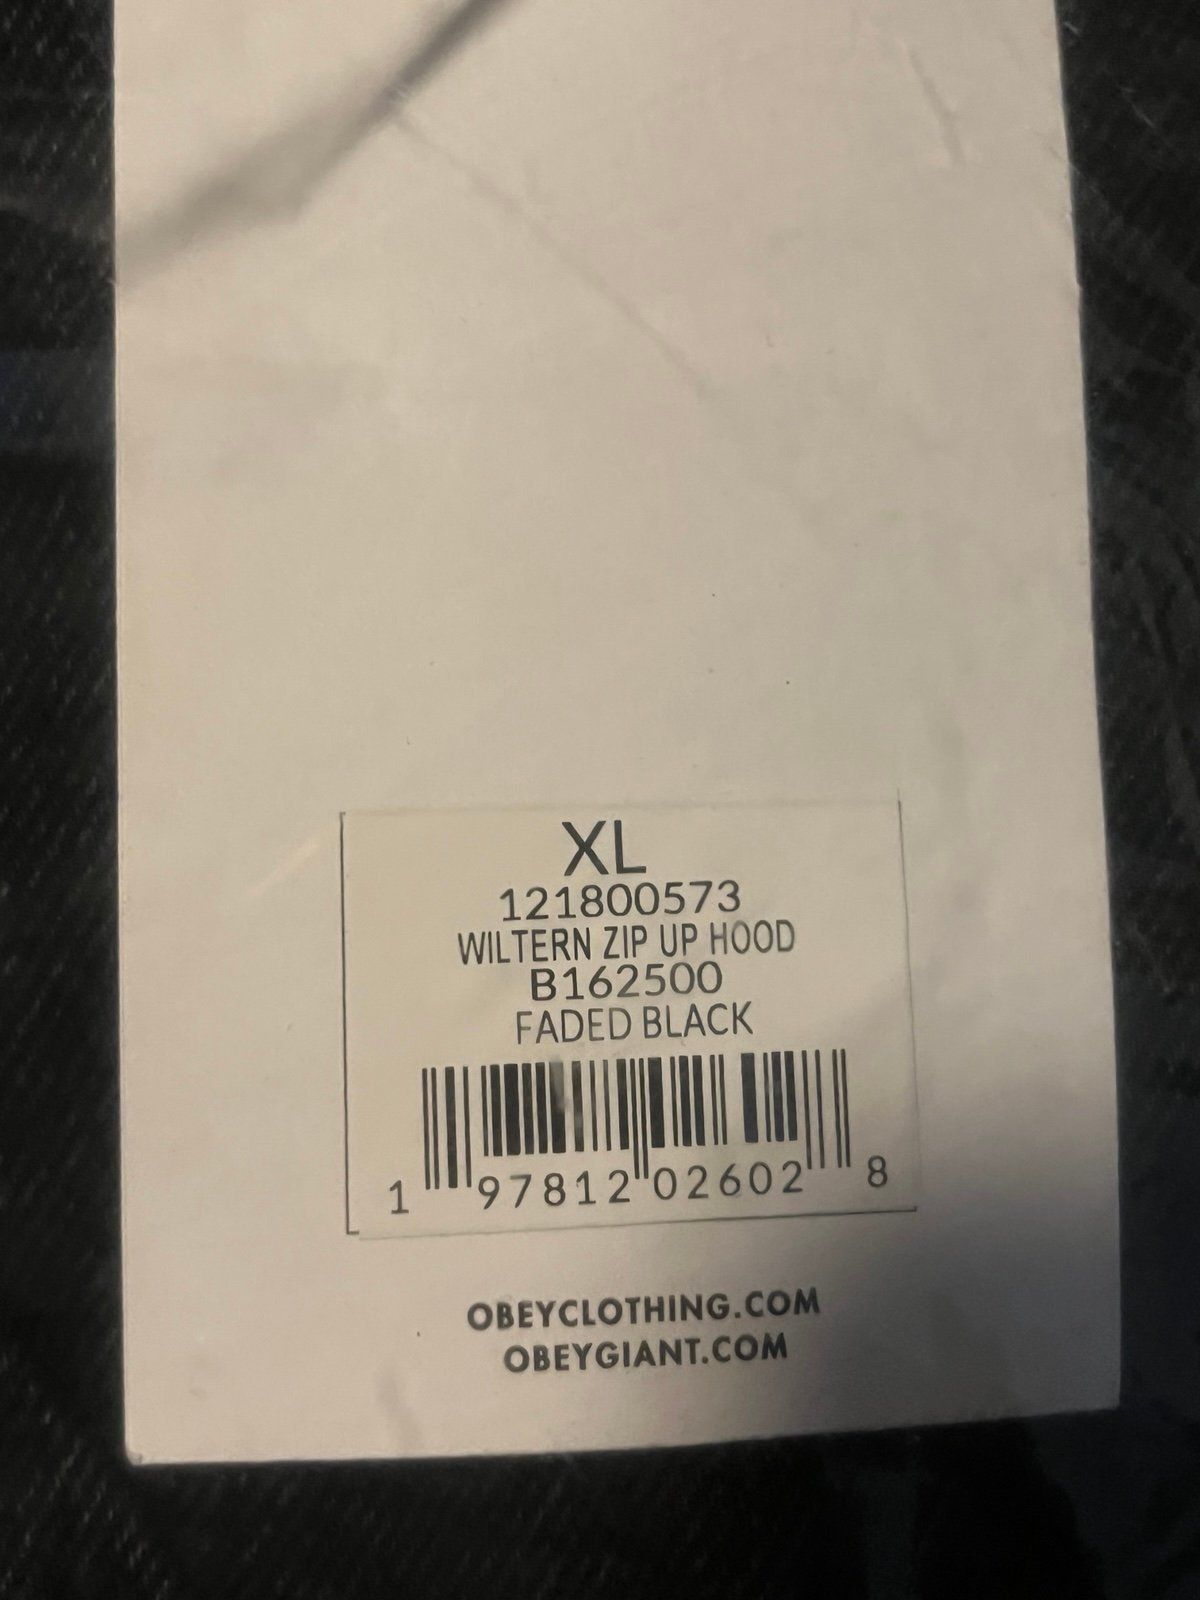 XL
121800573
WILTERN ZIP UP HOOD
B162500
FADED BLACK
1 97812 02602 8
OBEYCLOTHING.COM
OBEYGIANT.COM